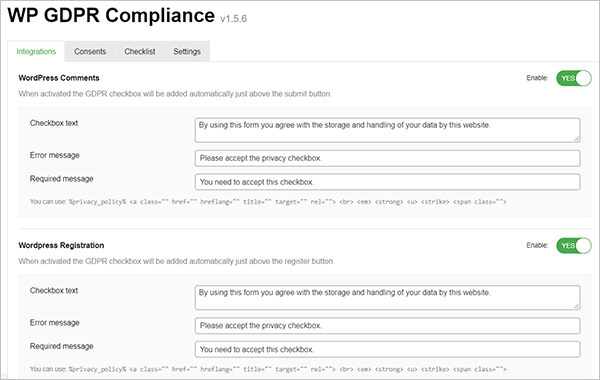 WP GDPR Compliance v1.5.6
Integrations Consents Checklist Settings
WordPress Comments Enable: YES
When activated the GDPR checkbox will be added automatically just above the submit button.
Checkbox text By using this form you agree with the storage and handling of your data by this website.
Error message Please accept the privacy checkbox.
Required message You need to accept this checkbox.
You can use: %privacy_policy% <a class="" href="" hreflang="" title="" target="" rel=""> <br> <em> <strong> <u> <strike> <span class="">
Wordpress Registration Enable: YES
When activated the GDPR checkbox will be added automatically just above the register button.
Checkbox text By using this form you agree with the storage and handling of your data by this website.
Error message Please accept the privacy checkbox.
Required message You need to accept this checkbox.
You can use: %privacy_policy% <a class="" href="" hreflang="" title="" target="" rel=""> <br> <em> <strong> <u> <strike> <span class="">